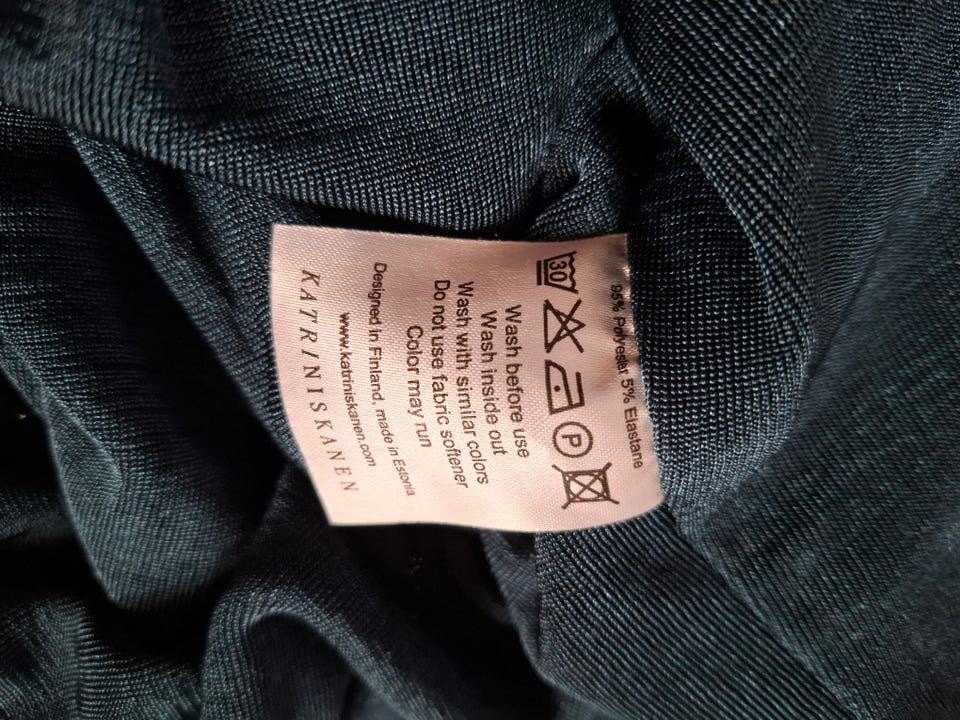 95% Polyester 5% Elastane
30 P
Wash before use
Wash inside out
Wash with similar colors
Do not use fabric softener
Color may run
Designed in Finland, made in Estonia
www.katriniskanen.com
KATRINISKANEN